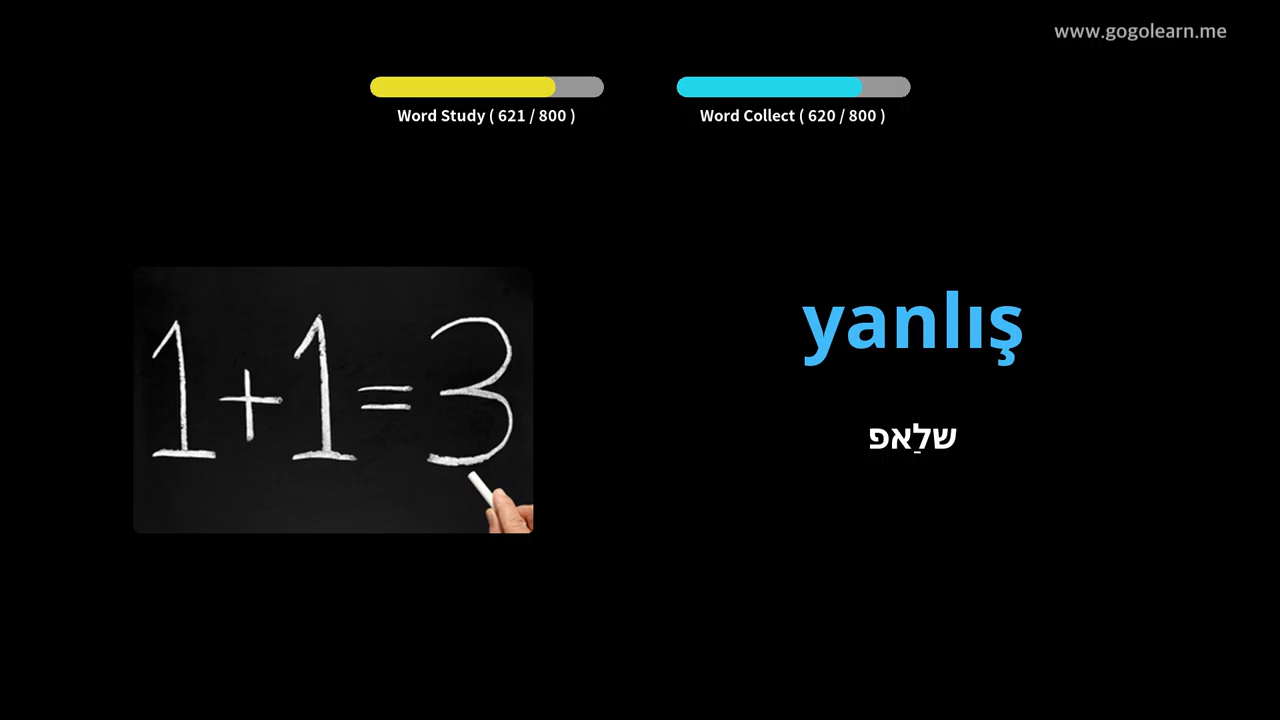 www.gogolearn.me
Word Study ( 621 / 800 )
Word Collect ( 620 / 800 )
1+1=3
yanlış
שלַאפ